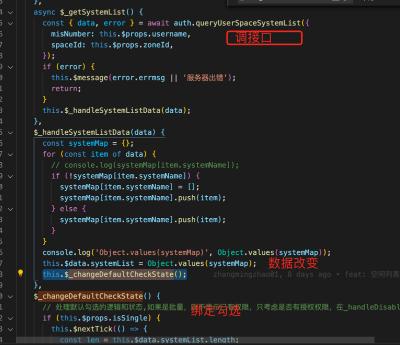 },
async $_getSystemList() {
const { data, error } = await auth.queryUserSpaceSystemList({
misNumber: this.$props.username,
spaceId: this.$props.zoneId,
调接口
});
if (error) {
this.$message(error.errmsg || '服务器出错');
return;
}
this.$_handleSystemListData(data);
},
$_handleSystemListData(data) {
const systemMap = {};
for (const item of data) {
// console.log(systemMap[item.systemName]);
if (!systemMap[item.systemName]) {
systemMap[item.systemName] = [];
systemMap[item.systemName].push(item);
} else {
systemMap[item.systemName].push(item);
}
}
console.log('Object.values(systemMap)', Object.values(systemMap));
this.$data.systemList = Object.values(systemMap);
数据改变
this.$_changeDefaultCheckState();
8 days ago • feat: 空间列表
},
$_changeDefaultCheckState() {
绑定勾选
// 处理默认勾选的逻辑和状态,如果是批量,
权限, 只考虑是否有授权权限, 在_handleDisabl
if (this.$props.isSingle) {
this.$nextTick(() => {
const len = this.$data.systemList.length;